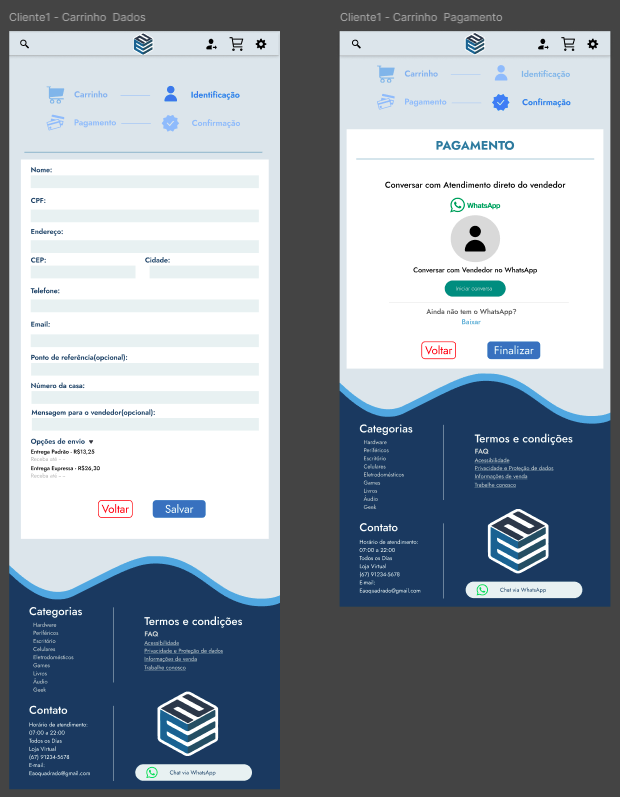 Cliente1 - Carrinho Dados
Carrinho
Identificação
Pagamento
Confirmação
Nome:
CPF:
Endereço:
CEP:
Cidade:
Telefone:
Email:
Ponto de referência(opcional):
Número da casa:
Mensagem para o vendedor(opcional):
Opções de envio
Entrega Padrão - R$13,25
Receba até - -
Entrega Expressa - R$26,30
Receba até - -
Voltar
Salvar
Categorias
Hardware
Periféricos
Escritório
Celulares
Eletrodomésticos
Games
Livros
Áudio
Geek
Contato
Horário de atendimento:
07:00 a 22:00
Todos os Dias
Loja Virtual
(67) 91234-5678
E-mail:
Eaoquadrado@gmail.com
Termos e condições
FAQ
Acessibilidade
Privacidade e Proteção de dados
Informações de venda
Trabalhe conosco
Chat via WhatsApp
Cliente1 - Carrinho Pagamento
Carrinho
Identificação
Pagamento
Confirmação
PAGAMENTO
Conversar com Atendimento direto do vendedor
WhatsApp
Conversar com Vendedor no WhatsApp
Iniciar conversa
Ainda não tem o WhatsApp?
Baixar
Voltar
Finalizar
Categorias
Hardware
Periféricos
Escritório
Celulares
Eletrodomésticos
Games
Livros
Áudio
Geek
Contato
Horário de atendimento:
07:00 a 22:00
Todos os Dias
Loja Virtual
(67) 91234-5678
E-mail:
Eaoquadrado@gmail.com
Termos e condições
FAQ
Acessibilidade
Privacidade e Proteção de dados
Informações de venda
Trabalhe conosco
Chat via WhatsApp